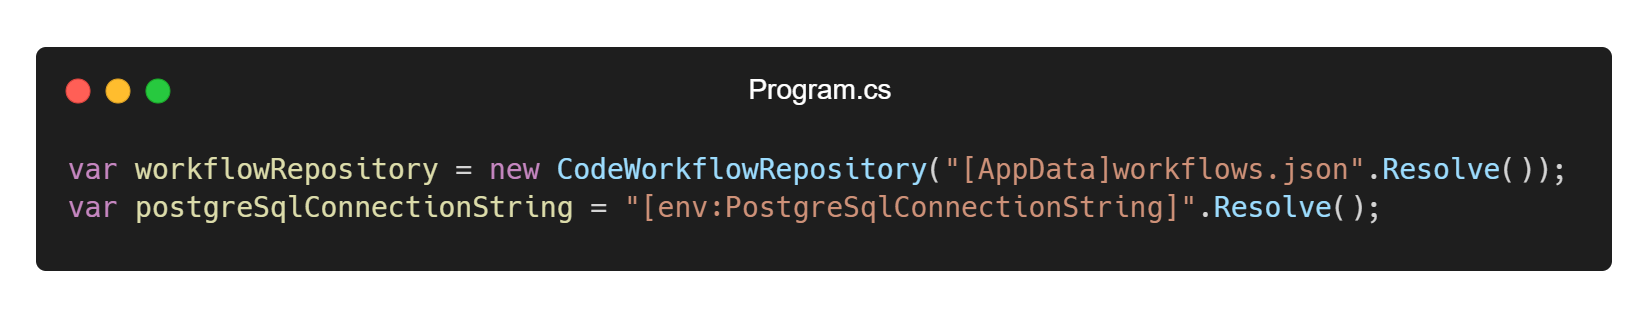 Program.cs
var workflowRepository = new CodeWorkflowRepository("[AppData]workflows.json".Resolve());
var postgreSqlConnectionString = "[env:PostgreSqlConnectionString]".Resolve();